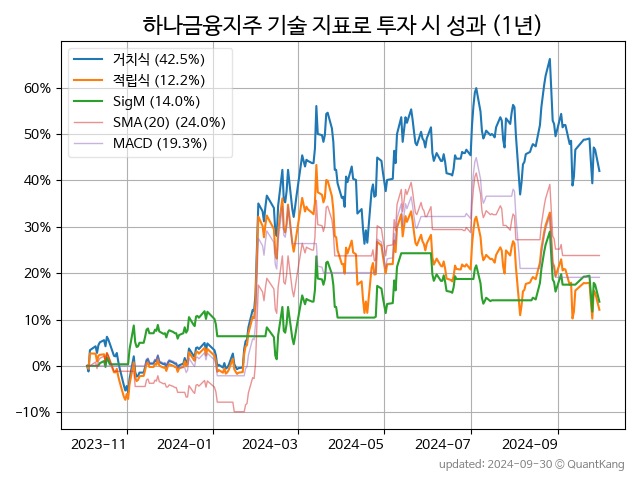 하나금융지주 기술 지표로 투자 시 성과 (1년)
거치식 (42.5%)
적립식 (12.2%)
SigM (14.0%)
SMA(20) (24.0%)
MACD (19.3%)
60%
50%
40%
30%
20%
10%
0%
−10%
2023-11
2024-01
2024-03
2024-05
2024-07
2024-09
updated: 2024-09-30 © QuantKang